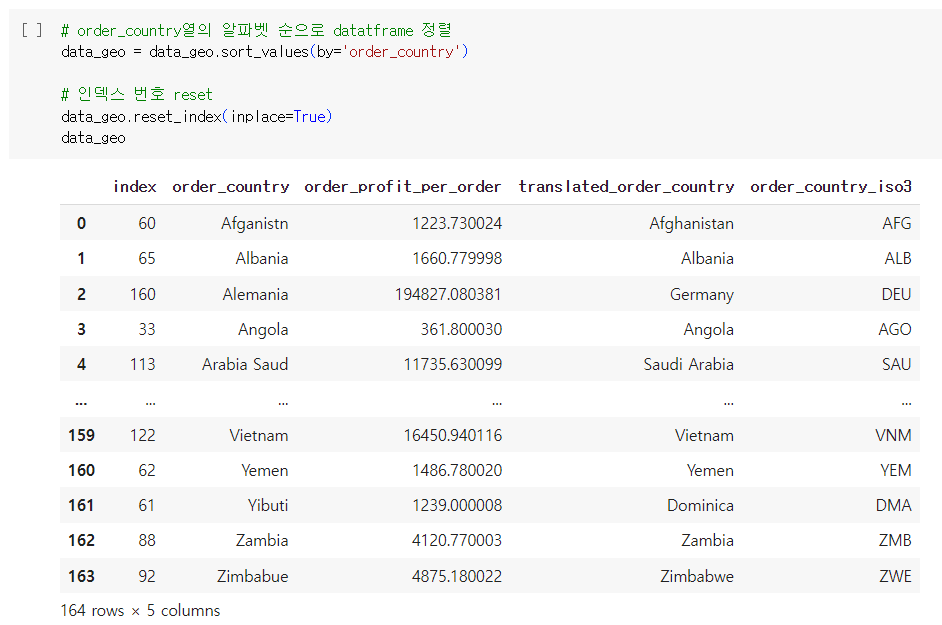 [ ] # order_country열의 알파벳 순으로 datatframe 정렬
data_geo = data_geo.sort_values(by='order_country')
# 인덱스 번호 reset
data_geo.reset_index(inplace=True)
data_geo
index order_country order_profit_per_order translated_order_country order_country_iso3
0 60 Afganistn 1223.730024 Afghanistan AFG
1 65 Albania 1660.779998 Albania ALB
2 160 Alemania 194827.080381 Germany DEU
3 33 Angola 361.800030 Angola AGO
4 113 Arabia Saud 11735.630099 Saudi Arabia SAU
... ... ... ... ... ...
159 122 Vietnam 16450.940116 Vietnam VNM
160 62 Yemen 1486.780020 Yemen YEM
161 61 Yibuti 1239.000008 Dominica DMA
162 88 Zambia 4120.770003 Zambia ZMB
163 92 Zimbabue 4875.180022 Zimbabwe ZWE
164 rows × 5 columns